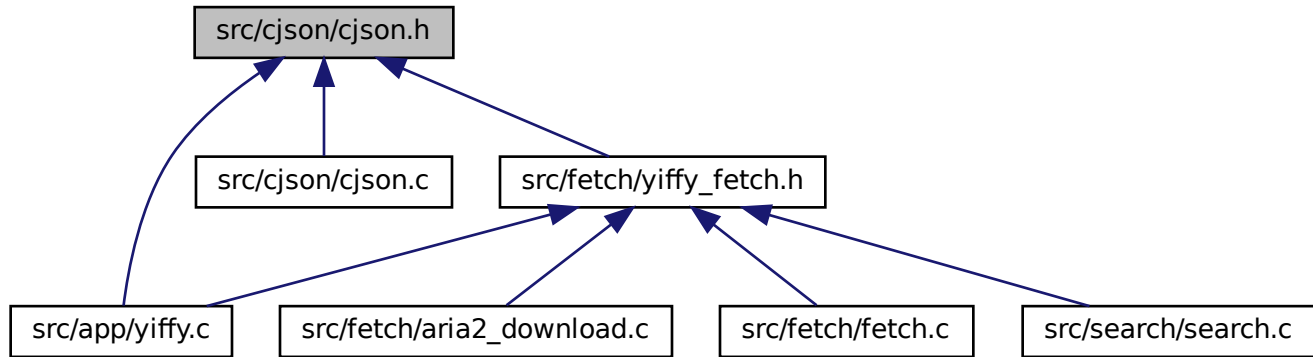 src/cjson/cjson.h
src/cjson/cjson.c
src/fetch/yiffy_fetch.h
src/app/yiffy.c
src/fetch/aria2_download.c
src/fetch/fetch.c
src/search/search.c